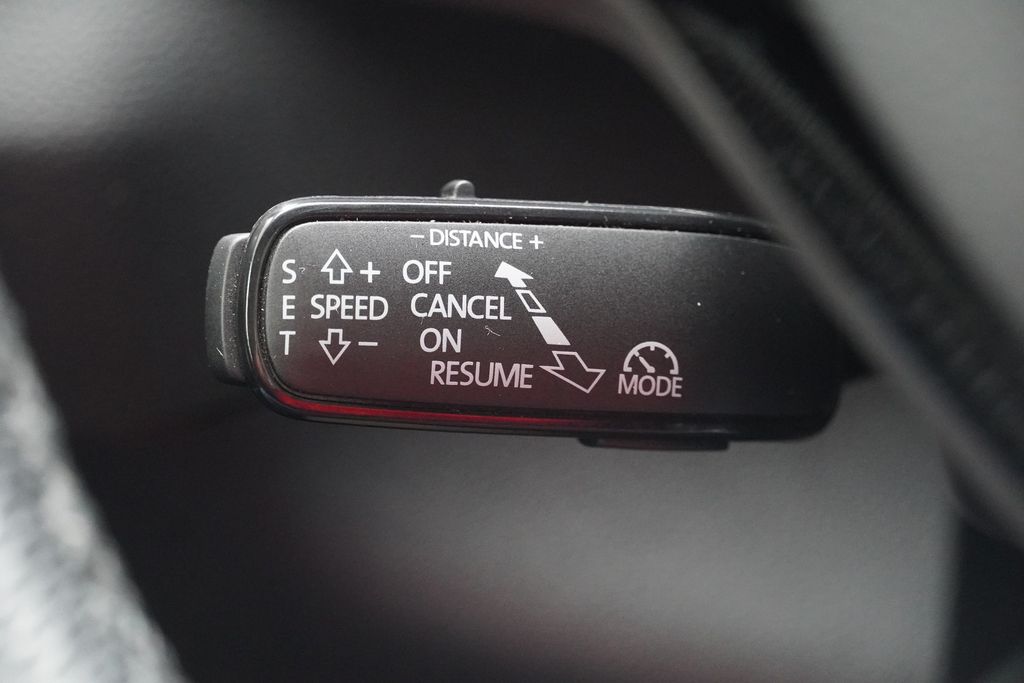 – DISTANCE +
S + OFF
E SPEED CANCEL
T – ON
RESUME
MODE